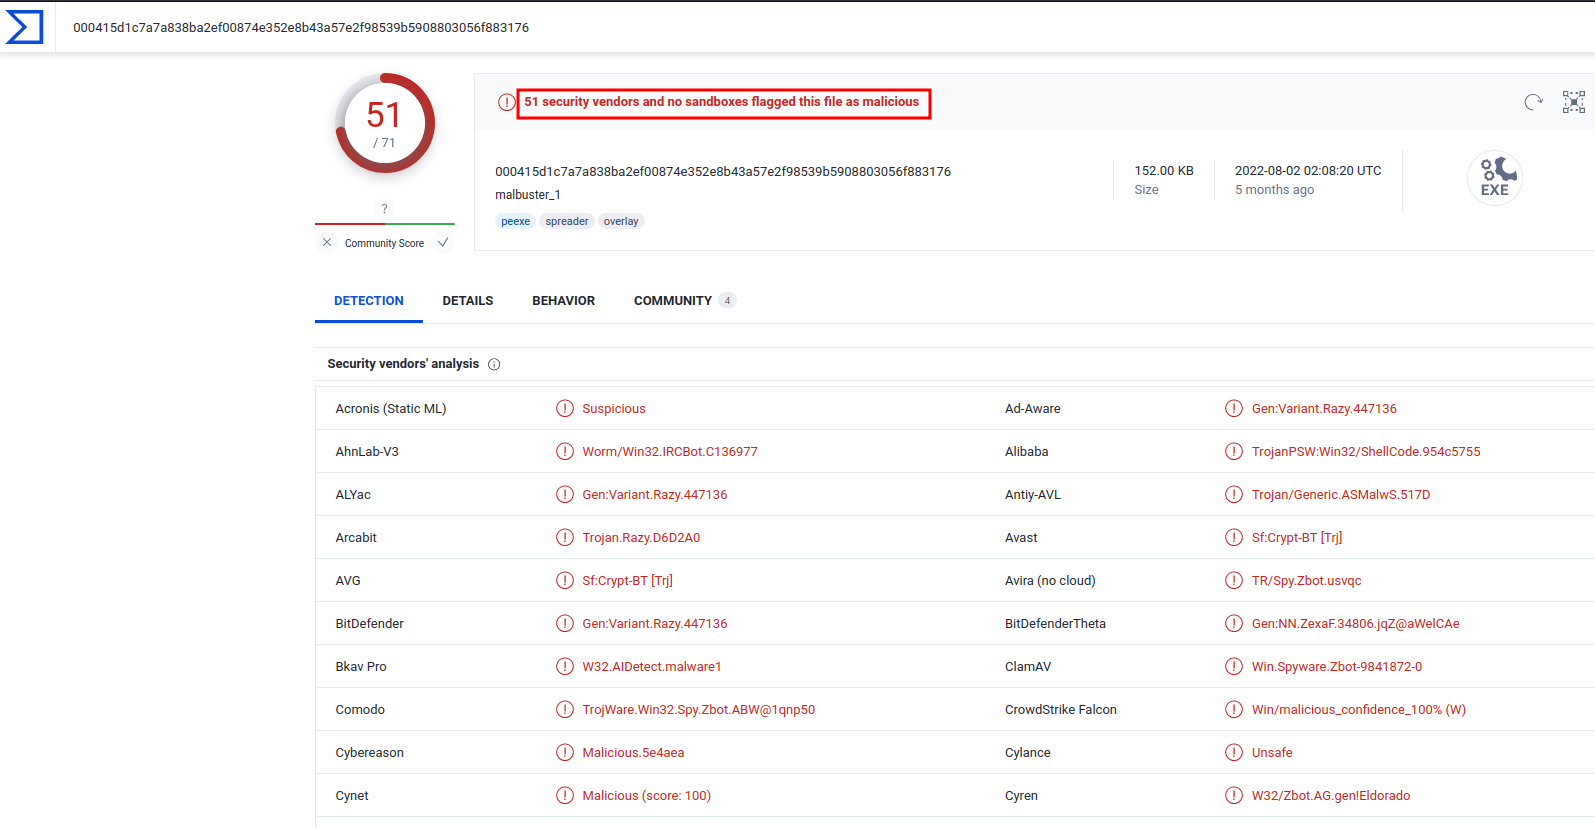 000415d1c7a7a838ba2ef00874e352e8b43a57e2f98539b5908803056f883176
51
/ 71
?
Community Score
51 security vendors and no sandboxes flagged this file as malicious
000415d1c7a7a838ba2ef00874e352e8b43a57e2f98539b5908803056f883176
malbuster_1
peexe spreader overlay
152.00 KB
Size
2022-08-02 02:08:20 UTC
5 months ago
EXE
DETECTION DETAILS BEHAVIOR COMMUNITY 4
Security vendors' analysis
Acronis (Static ML) Suspicious Ad-Aware Gen:Variant.Razy.447136
AhnLab-V3 Worm/Win32.IRCBot.C136977 Alibaba TrojanPSW:Win32/ShellCode.954c5755
ALYac Gen:Variant.Razy.447136 Antiy-AVL Trojan/Generic.ASMalwS.517D
Arcabit Trojan.Razy.D6D2A0 Avast Sf:Crypt-BT [Trj]
AVG Sf:Crypt-BT [Trj] Avira (no cloud) TR/Spy.Zbot.usvqc
BitDefender Gen:Variant.Razy.447136 BitDefenderTheta Gen:NN.ZexaF.34806.jqZ@aWelCAe
Bkav Pro W32.AIDetect.malware1 ClamAV Win.Spyware.Zbot-9841872-0
Comodo TrojWare.Win32.Spy.Zbot.ABW@1qnp50 CrowdStrike Falcon Win/malicious_confidence_100% (W)
Cybereason Malicious.5e4aea Cylance Unsafe
Cynet Malicious (score: 100) Cyren W32/Zbot.AG.gen!Eldorado